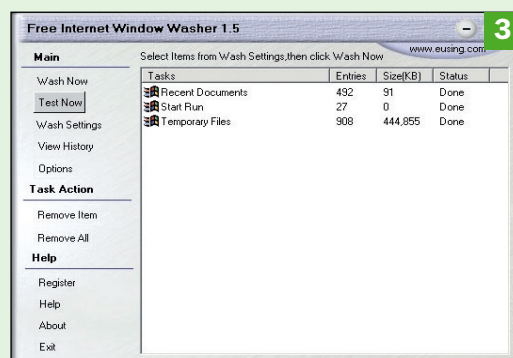 Free Internet Window Washer 1.5
3
www.eusing.com
Select Items from Wash Settings,then click Wash Now
Main
Wash Now
Test Now
Wash Settings
View History
Options
Task Action
Remove Item
Remove All
Help
Register
Help
About
Exit
Tasks Entries Size(KB) Status
Recent Documents 492 91 Done
Start Run 27 0 Done
Temporary Files 908 444,855 Done